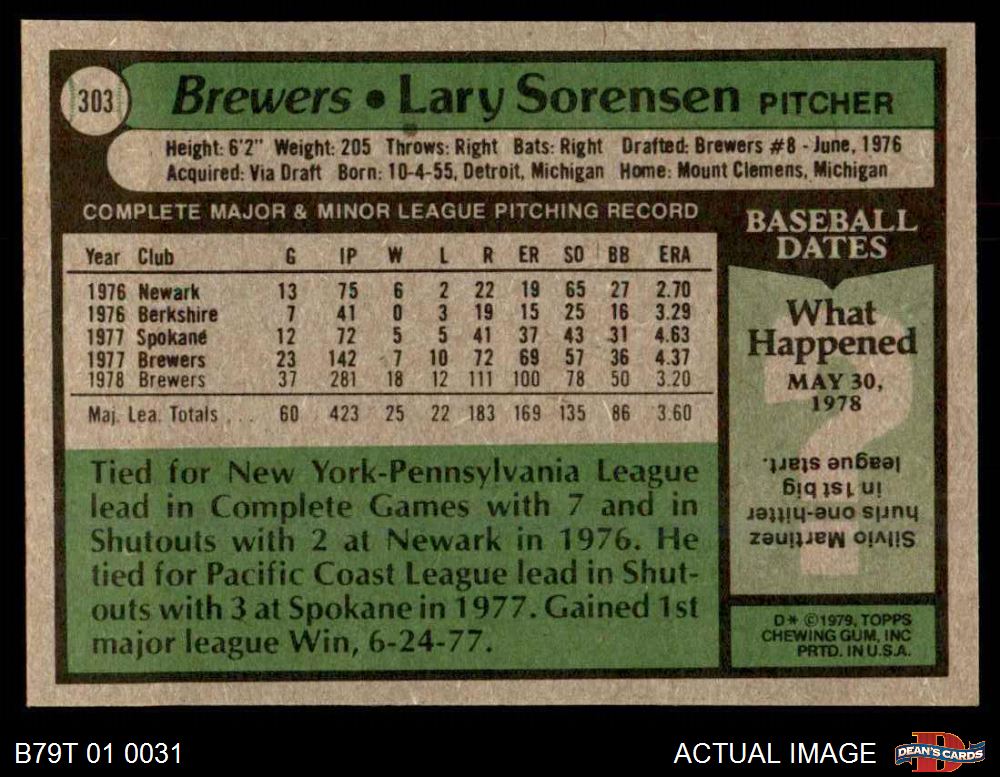 303
Brewers • Lary Sorensen PITCHER
Height: 6'2" Weight: 205 Throws: Right Bats: Right Drafted: Brewers #8 - June, 1976
Acquired: Via Draft Born: 10-4-55, Detroit, Michigan Home: Mount Clemens, Michigan
COMPLETE MAJOR & MINOR LEAGUE PITCHING RECORD
Year Club G IP W L R ER SO BB ERA
1976 Newark 13 75 6 2 22 19 65 27 2.70
1976 Berkshire 7 41 0 3 19 15 25 16 3.29
1977 Spokane 12 72 5 5 41 37 43 31 4.63
1977 Brewers 23 142 7 10 72 69 57 36 4.37
1978 Brewers 37 281 18 12 111 100 78 50 3.20
Maj. Lea. Totals . . . 60 423 25 22 183 169 135 86 3.60
Tied for New York-Pennsylvania League
lead in Complete Games with 7 and in
Shutouts with 2 at Newark in 1976. He
tied for Pacific Coast League lead in Shut-
outs with 3 at Spokane in 1977. Gained 1st
major league Win, 6-24-77.
BASEBALL
DATES
What
Happened
MAY 30,
1978
?
Silvio Martinez
hurls one-hitter
in 1st big
league start.
D* ©1979, TOPPS
CHEWING GUM, INC
PRTD. IN U.S.A.
B79T 01 0031
ACTUAL IMAGE
D
DEAN'S CARDS